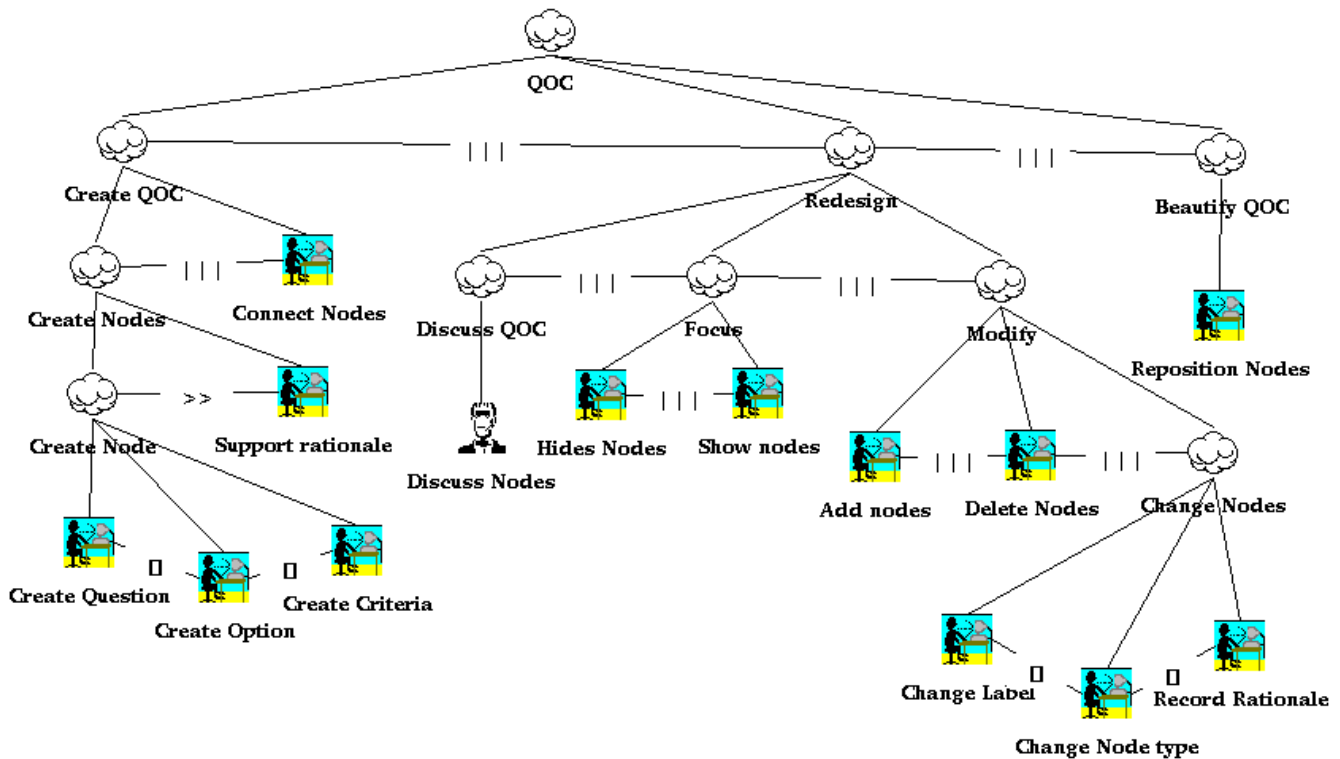 QOC
| | |
| | |
Create QOC
Redesign
Beautify QOC
| | |
| | |
| | |
Create Nodes
Connect Nodes
Discuss QOC
Focus
Modify
Reposition Nodes
>>
| | |
Create Node
Support rationale
Hides Nodes
Show nodes
Discuss Nodes
| | |
| | |
Add nodes
Delete Nodes
Change Nodes
[]
[]
Create Question
Create Option
Create Criteria
[]
[]
Change Label
Record Rationale
Change Node type